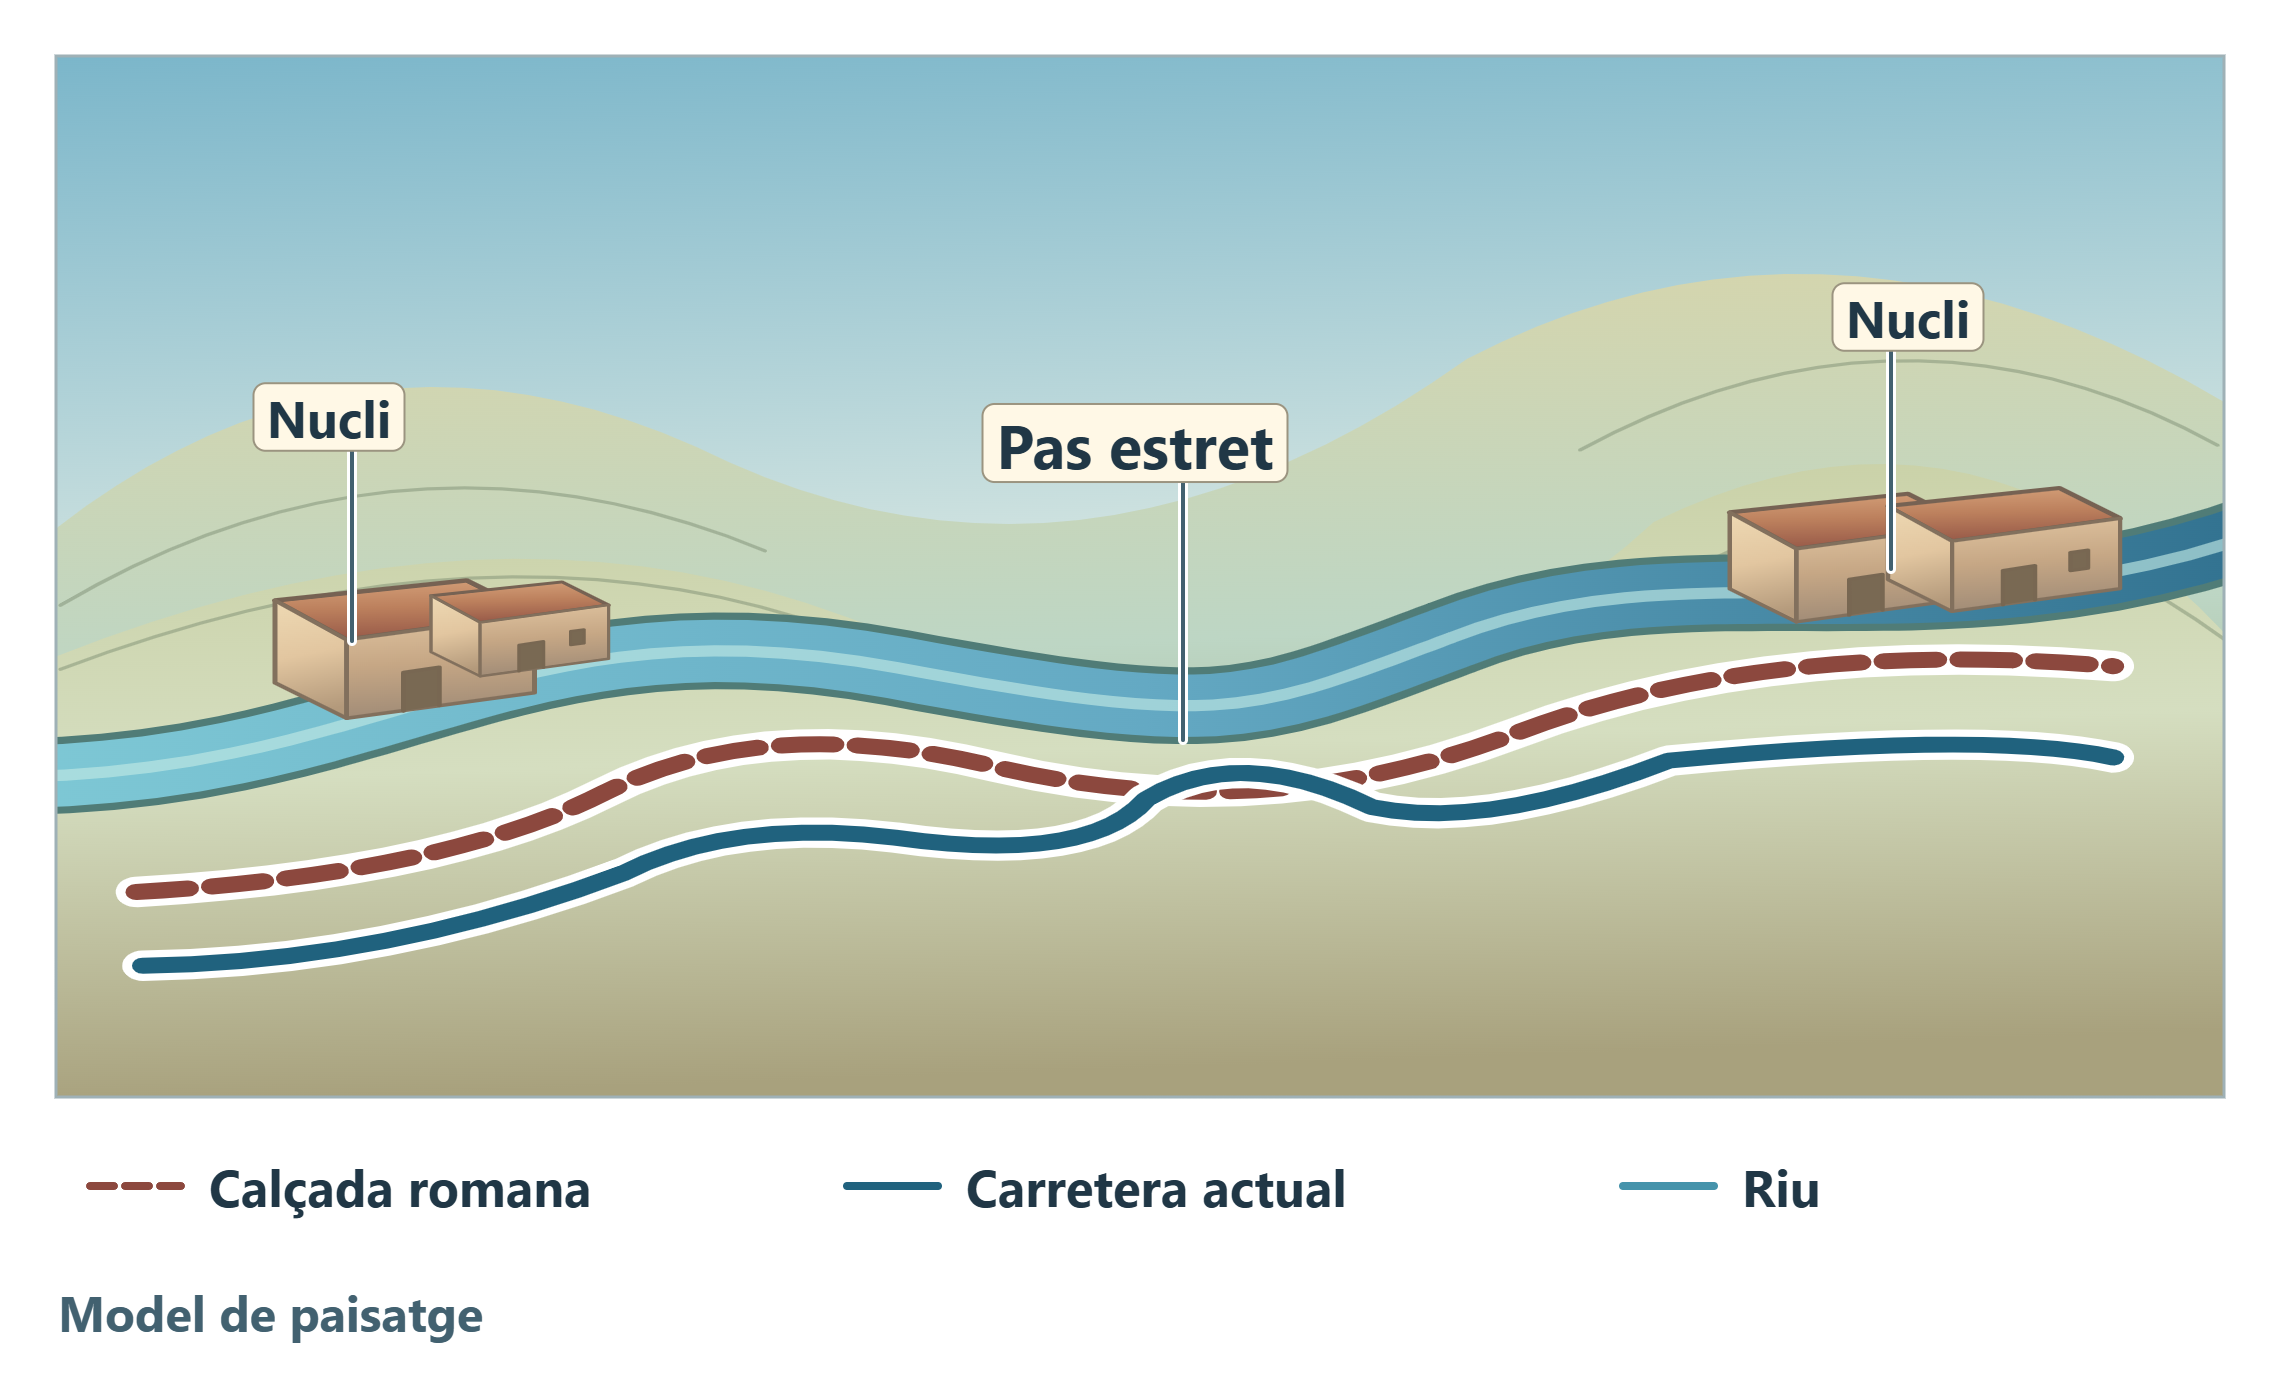 Nucli
Nucli
Pas estret
Calçada romana
Carretera actual
Riu
Model de paisatge